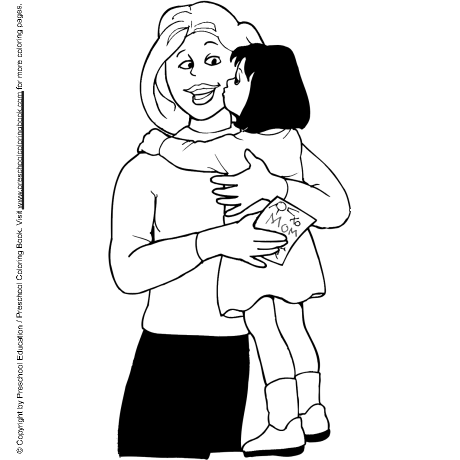 © Copyright by Preschool Education / Preschool Coloring Book. Visit www.preschoolcoloringbook.com for more coloring pages.
to
MOM